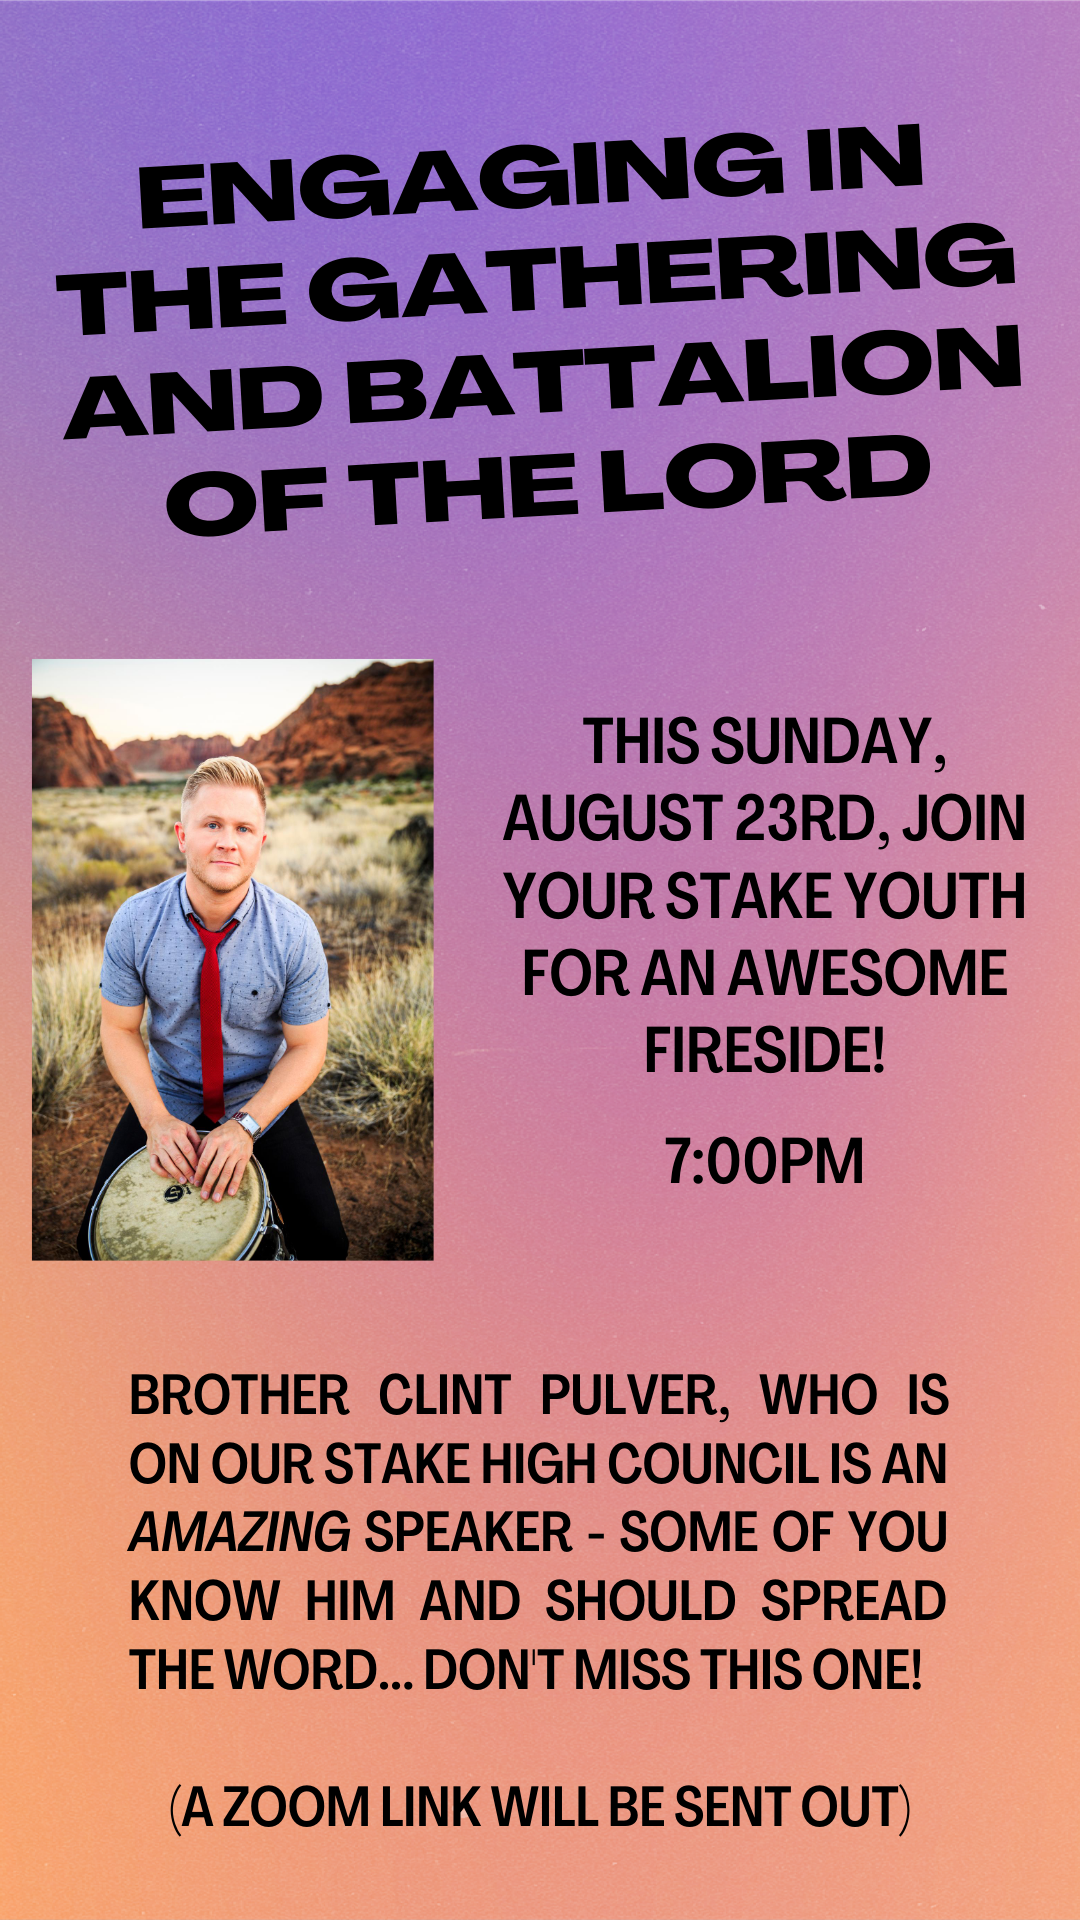 ENGAGING IN
THE GATHERING
AND BATTALION
OF THE LORD
THIS SUNDAY,
AUGUST 23RD, JOIN
YOUR STAKE YOUTH
FOR AN AWESOME
FIRESIDE!
7:00PM
BROTHER CLINT PULVER, WHO IS
ON OUR STAKE HIGH COUNCIL IS AN
AMAZING SPEAKER - SOME OF YOU
KNOW HIM AND SHOULD SPREAD
THE WORD... DON'T MISS THIS ONE!
(A ZOOM LINK WILL BE SENT OUT)